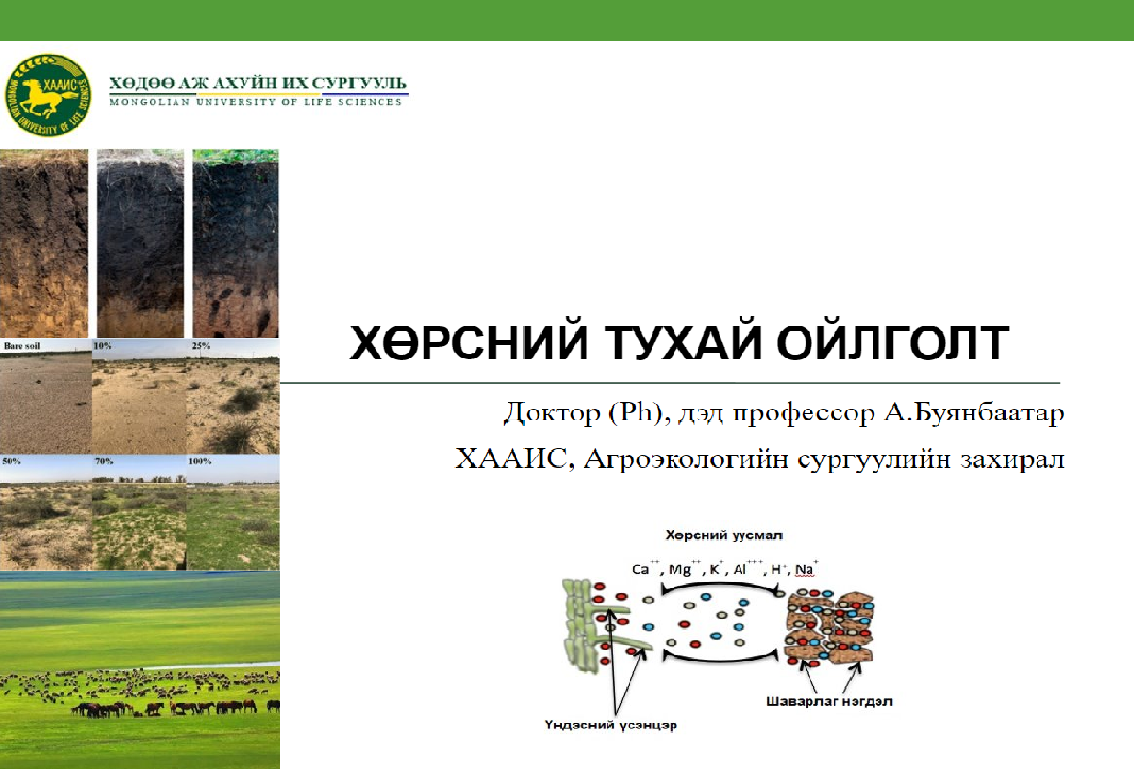 ХААИС
MONGOLIAN UNIVERSITY OF LIFE SCIENCES
ХӨДӨӨ АЖ АХУЙН ИХ СУРГУУЛЬ
MONGOLIAN UNIVERSITY OF LIFE SCIENCES
Bare soil 10% 25%
50% 70% 100%
ХӨРСНИЙ ТУХАЙ ОЙЛГОЛТ
Доктор (Ph), дэд профессор А.Буянбаатар
ХААИС, Агроэкологийн сургуулийн захирал
Хөрсний уусмал
Ca⁺⁺, Mg⁺⁺, K⁺, Al⁺⁺⁺, H⁺, Na⁺
Шаварлаг нэгдэл
Үндэсний үсэнцэр